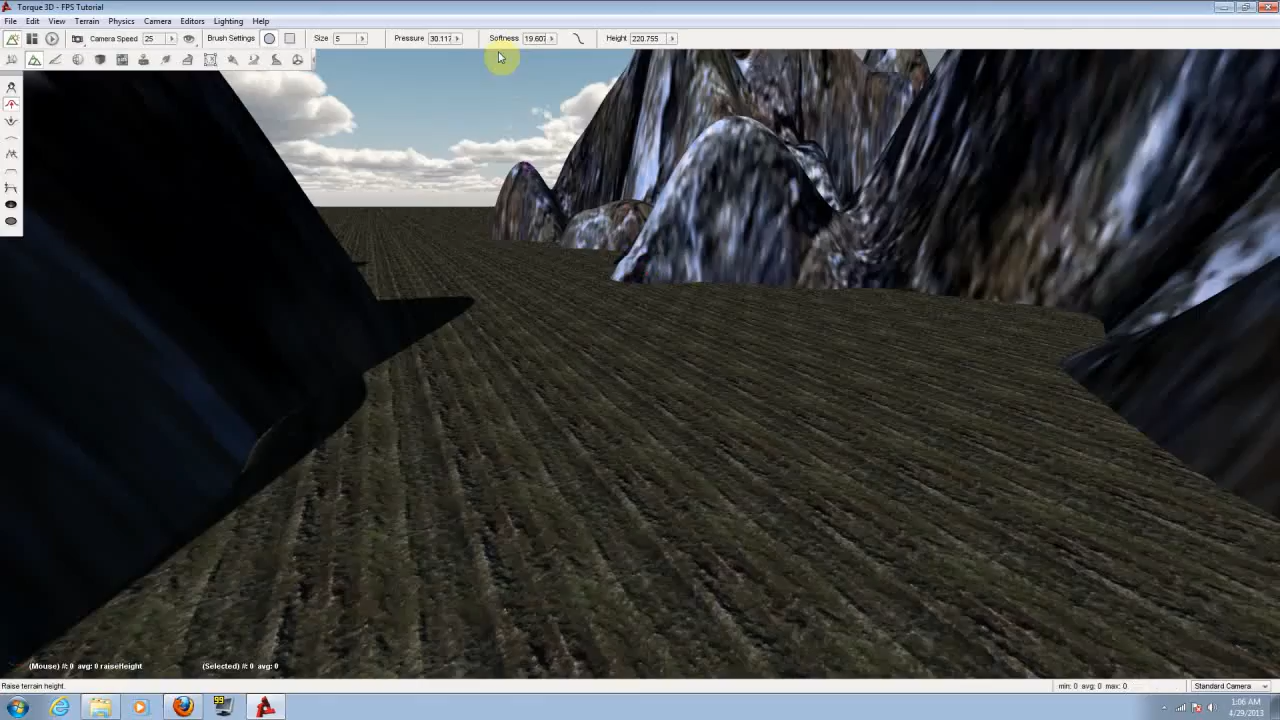 Torque 3D - FPS Tutorial
File Edit View Terrain Physics Camera Editors Lighting Help
Camera Speed 25 Brush Settings Size 5 Pressure 30.117 Softness 19.607 Height 220.755
(Mouse) #: 0 avg: 0 raiseHeight (Selected) #: 0 avg: 0
Raise terrain height. min: 0 avg: 0 max: 0 Standard Camera
99
1:06 AM
4/29/2013